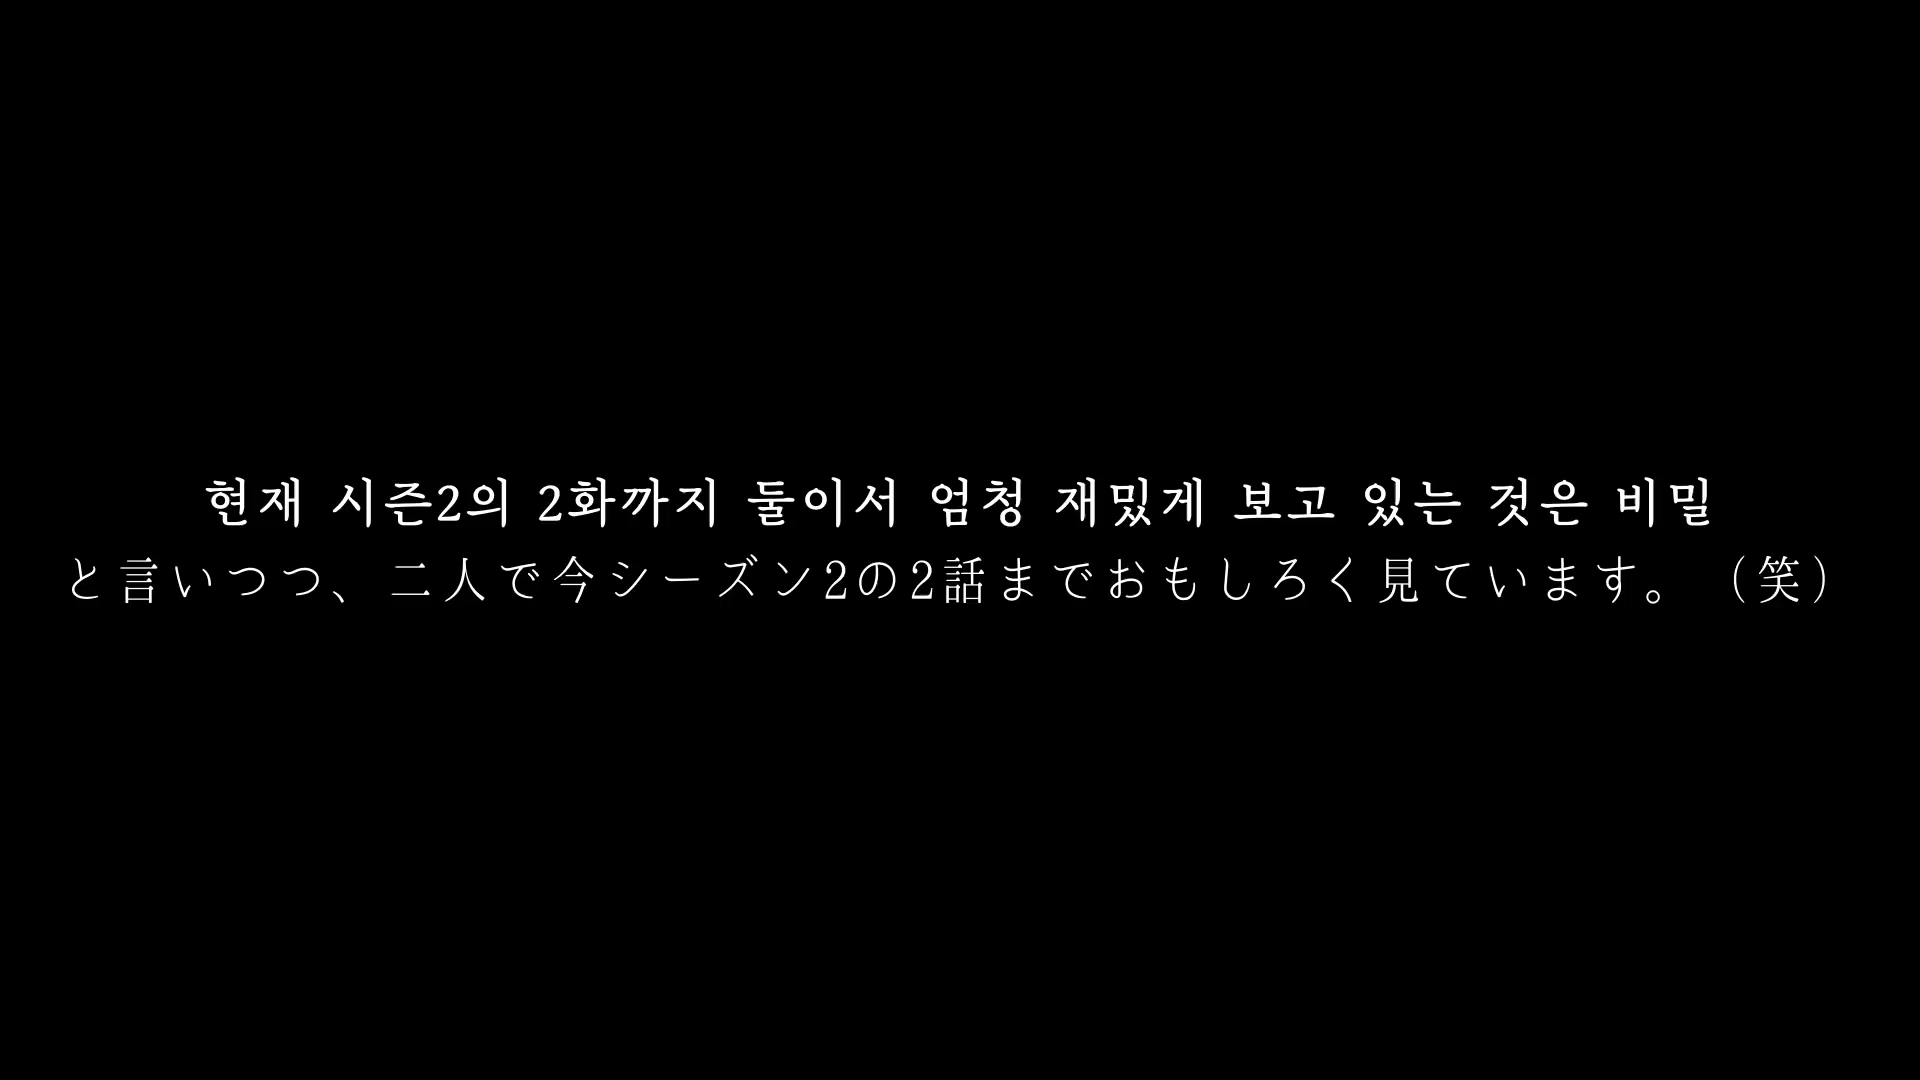 현재 시즌2의 2화까지 둘이서 엄청 재밌게 보고 있는 것은 비밀
と言いつつ、二人で今シーズン2の2話までおもしろく見ています。（笑）